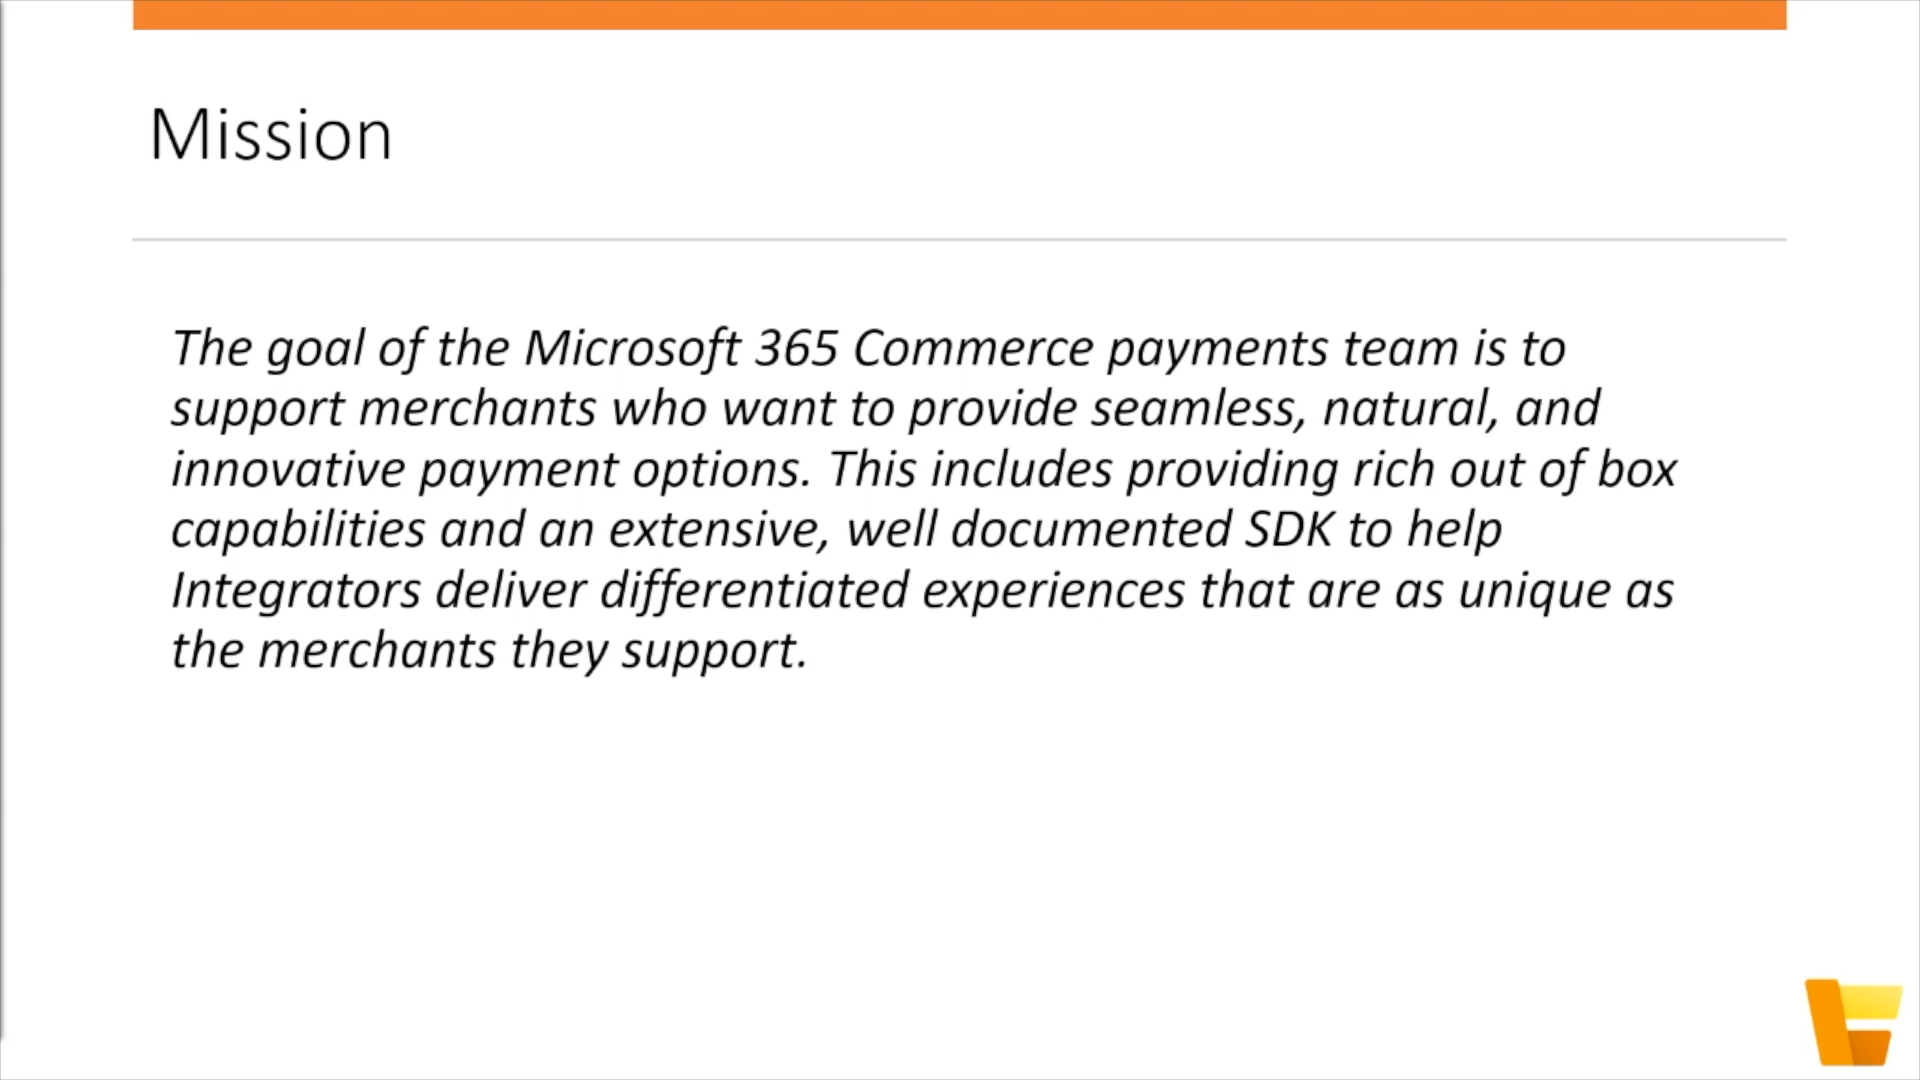 Mission
The goal of the Microsoft 365 Commerce payments team is to
support merchants who want to provide seamless, natural, and
innovative payment options. This includes providing rich out of box
capabilities and an extensive, well documented SDK to help
Integrators deliver differentiated experiences that are as unique as
the merchants they support.